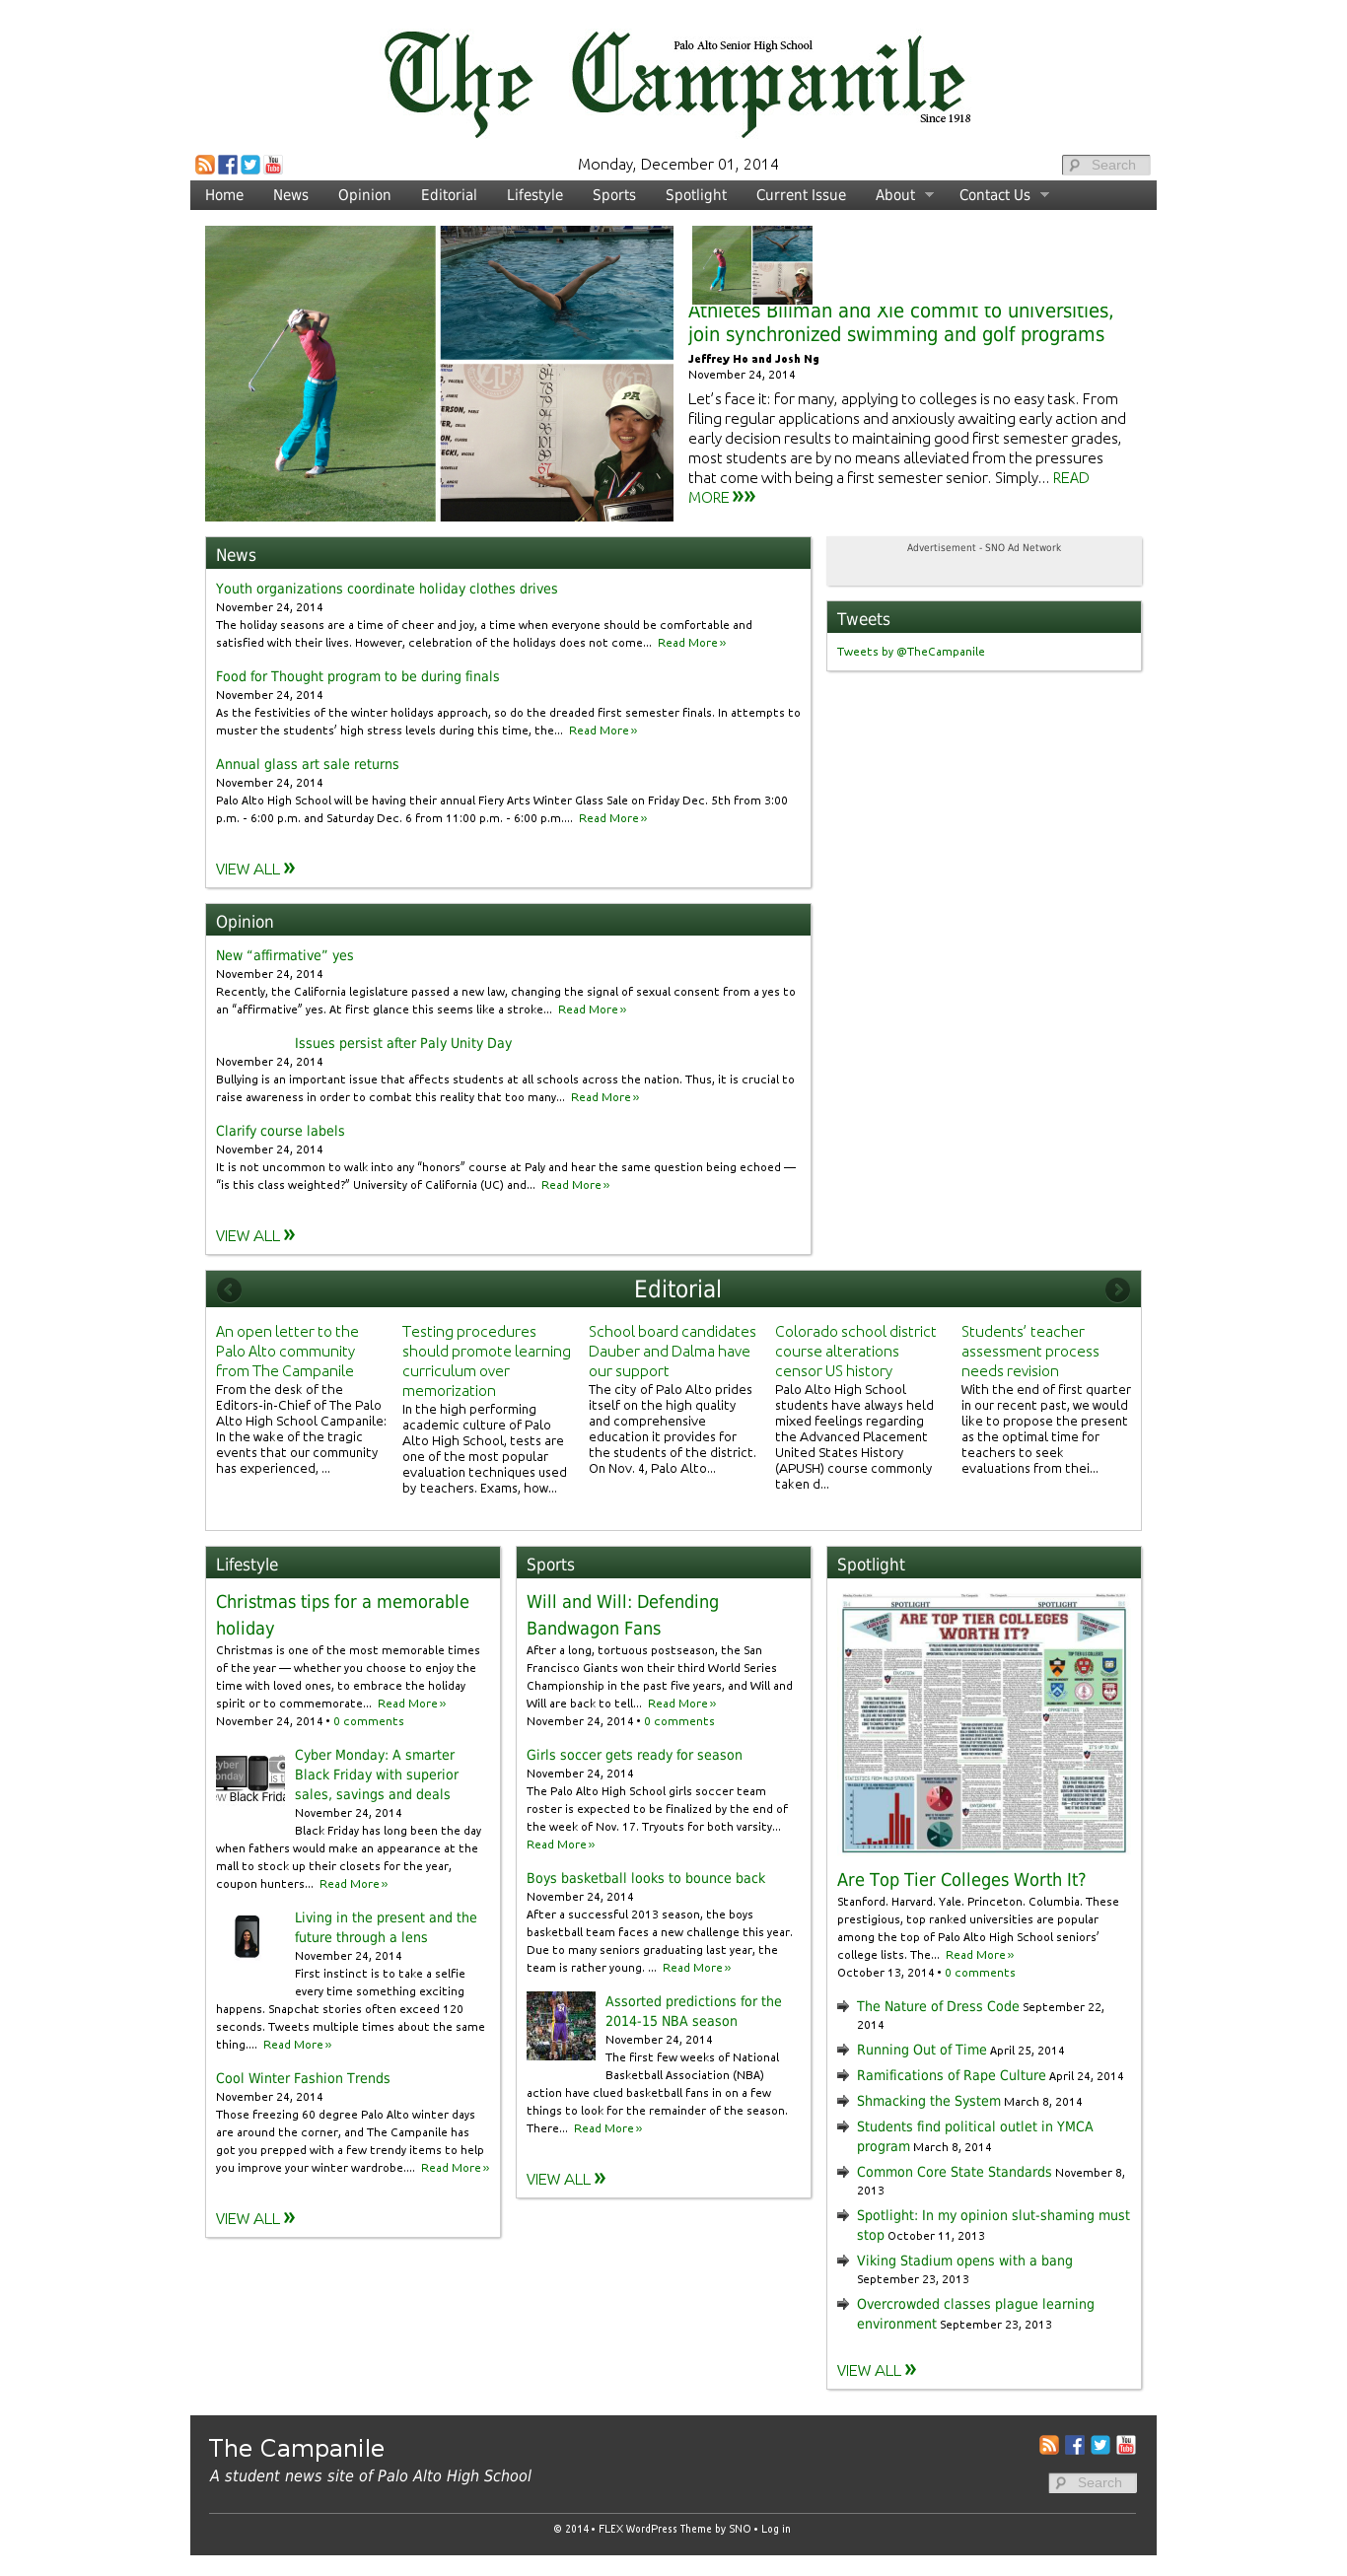 The Campanile
Palo Alto Senior High School
Since 1918
Monday, December 01, 2014
Search
Home News Opinion Editorial Lifestyle Sports Spotlight Current Issue About Contact Us
Athletes Billman and Xie commit to universities,
join synchronized swimming and golf programs
Jeffrey Ho and Josh Ng
November 24, 2014
Let’s face it: for many, applying to colleges is no easy task. From
filing regular applications and anxiously awaiting early action and
early decision results to maintaining good first semester grades,
most students are by no means alleviated from the pressures
that come with being a first semester senior. Simply... READ
MORE »»
News
Youth organizations coordinate holiday clothes drives
November 24, 2014
The holiday seasons are a time of cheer and joy, a time when everyone should be comfortable and
satisfied with their lives. However, celebration of the holidays does not come... Read More »
Food for Thought program to be during finals
November 24, 2014
As the festivities of the winter holidays approach, so do the dreaded first semester finals. In attempts to
muster the students’ high stress levels during this time, the... Read More »
Annual glass art sale returns
November 24, 2014
Palo Alto High School will be having their annual Fiery Arts Winter Glass Sale on Friday Dec. 5th from 3:00
p.m. - 6:00 p.m. and Saturday Dec. 6 from 11:00 p.m. - 6:00 p.m.... Read More »
VIEW ALL »
Advertisement - SNO Ad Network
Tweets
Tweets by @TheCampanile
Opinion
New “affirmative” yes
November 24, 2014
Recently, the California legislature passed a new law, changing the signal of sexual consent from a yes to
an “affirmative” yes. At first glance this seems like a stroke... Read More »
Issues persist after Paly Unity Day
November 24, 2014
Bullying is an important issue that affects students at all schools across the nation. Thus, it is crucial to
raise awareness in order to combat this reality that too many... Read More »
Clarify course labels
November 24, 2014
It is not uncommon to walk into any “honors” course at Paly and hear the same question being echoed —
“is this class weighted?” University of California (UC) and... Read More »
VIEW ALL »
Editorial
An open letter to the
Palo Alto community
from The Campanile
From the desk of the
Editors-in-Chief of The Palo
Alto High School Campanile:
In the wake of the tragic
events that our community
has experienced, ...
Testing procedures
should promote learning
curriculum over
memorization
In the high performing
academic culture of Palo
Alto High School, tests are
one of the most popular
evaluation techniques used
by teachers. Exams, how...
School board candidates
Dauber and Dalma have
our support
The city of Palo Alto prides
itself on the high quality
and comprehensive
education it provides for
the students of the district.
On Nov. 4, Palo Alto...
Colorado school district
course alterations
censor US history
Palo Alto High School
students have always held
mixed feelings regarding
the Advanced Placement
United States History
(APUSH) course commonly
taken d...
Students’ teacher
assessment process
needs revision
With the end of first quarter
in our recent past, we would
like to propose the present
as the optimal time for
teachers to seek
evaluations from thei...
Lifestyle
Christmas tips for a memorable
holiday
Christmas is one of the most memorable times
of the year — whether you choose to enjoy the
time with loved ones, to embrace the holiday
spirit or to commemorate... Read More »
November 24, 2014 • 0 comments
Cyber Monday: A smarter
Black Friday with superior
sales, savings and deals
November 24, 2014
Black Friday has long been the day
when fathers would make an appearance at the
mall to stock up their closets for the year,
coupon hunters... Read More »
Living in the present and the
future through a lens
November 24, 2014
First instinct is to take a selfie
every time something exciting
happens. Snapchat stories often exceed 120
seconds. Tweets multiple times about the same
thing.... Read More »
Cool Winter Fashion Trends
November 24, 2014
Those freezing 60 degree Palo Alto winter days
are around the corner, and The Campanile has
got you prepped with a few trendy items to help
you improve your winter wardrobe.... Read More »
VIEW ALL »
Sports
Will and Will: Defending
Bandwagon Fans
After a long, tortuous postseason, the San
Francisco Giants won their third World Series
Championship in the past five years, and Will and
Will are back to tell... Read More »
November 24, 2014 • 0 comments
Girls soccer gets ready for season
November 24, 2014
The Palo Alto High School girls soccer team
roster is expected to be finalized by the end of
the week of Nov. 17. Tryouts for both varsity...
Read More »
Boys basketball looks to bounce back
November 24, 2014
After a successful 2013 season, the boys
basketball team faces a new challenge this year.
Due to many seniors graduating last year, the
team is rather young. ... Read More »
Assorted predictions for the
2014-15 NBA season
November 24, 2014
The first few weeks of National
Basketball Association (NBA)
action have clued basketball fans in on a few
things to look for the remainder of the season.
There... Read More »
VIEW ALL »
Spotlight
SPOTLIGHT SPOTLIGHT
ARE TOP TIER COLLEGES
WORTH IT?
Are Top Tier Colleges Worth It?
Stanford. Harvard. Yale. Princeton. Columbia. These
prestigious, top ranked universities are popular
among the top of Palo Alto High School seniors’
college lists. The... Read More »
October 13, 2014 • 0 comments
The Nature of Dress Code September 22,
2014
Running Out of Time April 25, 2014
Ramifications of Rape Culture April 24, 2014
Shmacking the System March 8, 2014
Students find political outlet in YMCA
program March 8, 2014
Common Core State Standards November 8,
2013
Spotlight: In my opinion slut-shaming must
stop October 11, 2013
Viking Stadium opens with a bang
September 23, 2013
Overcrowded classes plague learning
environment September 23, 2013
VIEW ALL »
The Campanile
A student news site of Palo Alto High School
Search
© 2014 • FLEX WordPress Theme by SNO • Log in